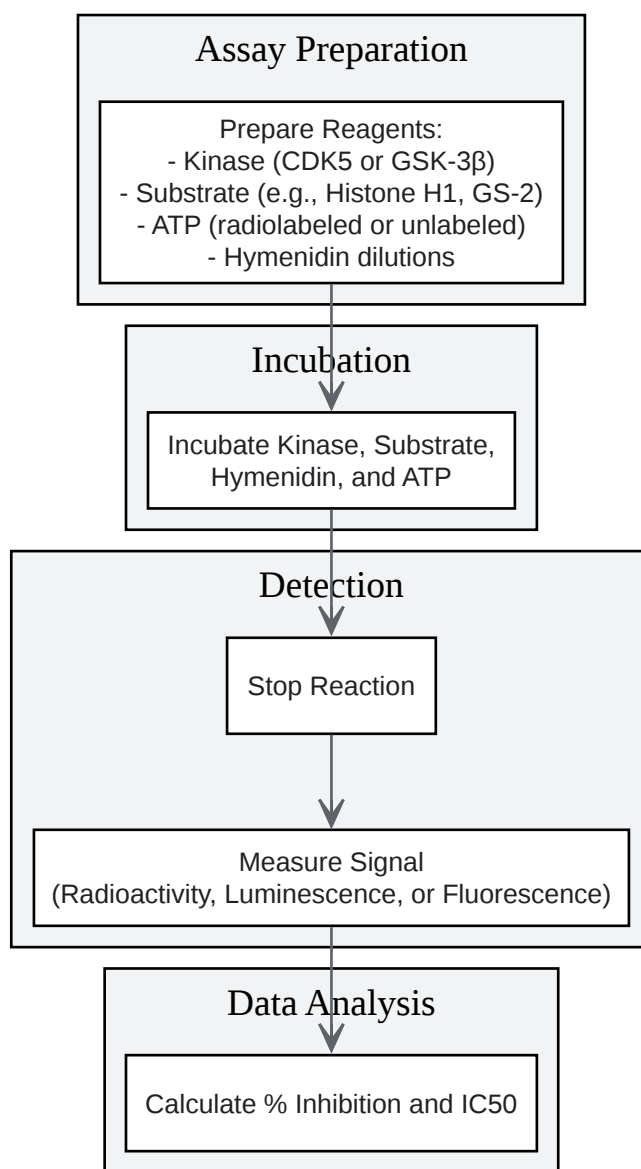 Assay Preparation
Prepare Reagents:
- Kinase (CDK5 or GSK-3β)
- Substrate (e.g., Histone H1, GS-2)
- ATP (radiolabeled or unlabeled)
- Hymenidin dilutions
Incubation
Incubate Kinase, Substrate,
Hymenidin, and ATP
Detection
Stop Reaction
Measure Signal
(Radioactivity, Luminescence, or Fluorescence)
Data Analysis
Calculate % Inhibition and IC50